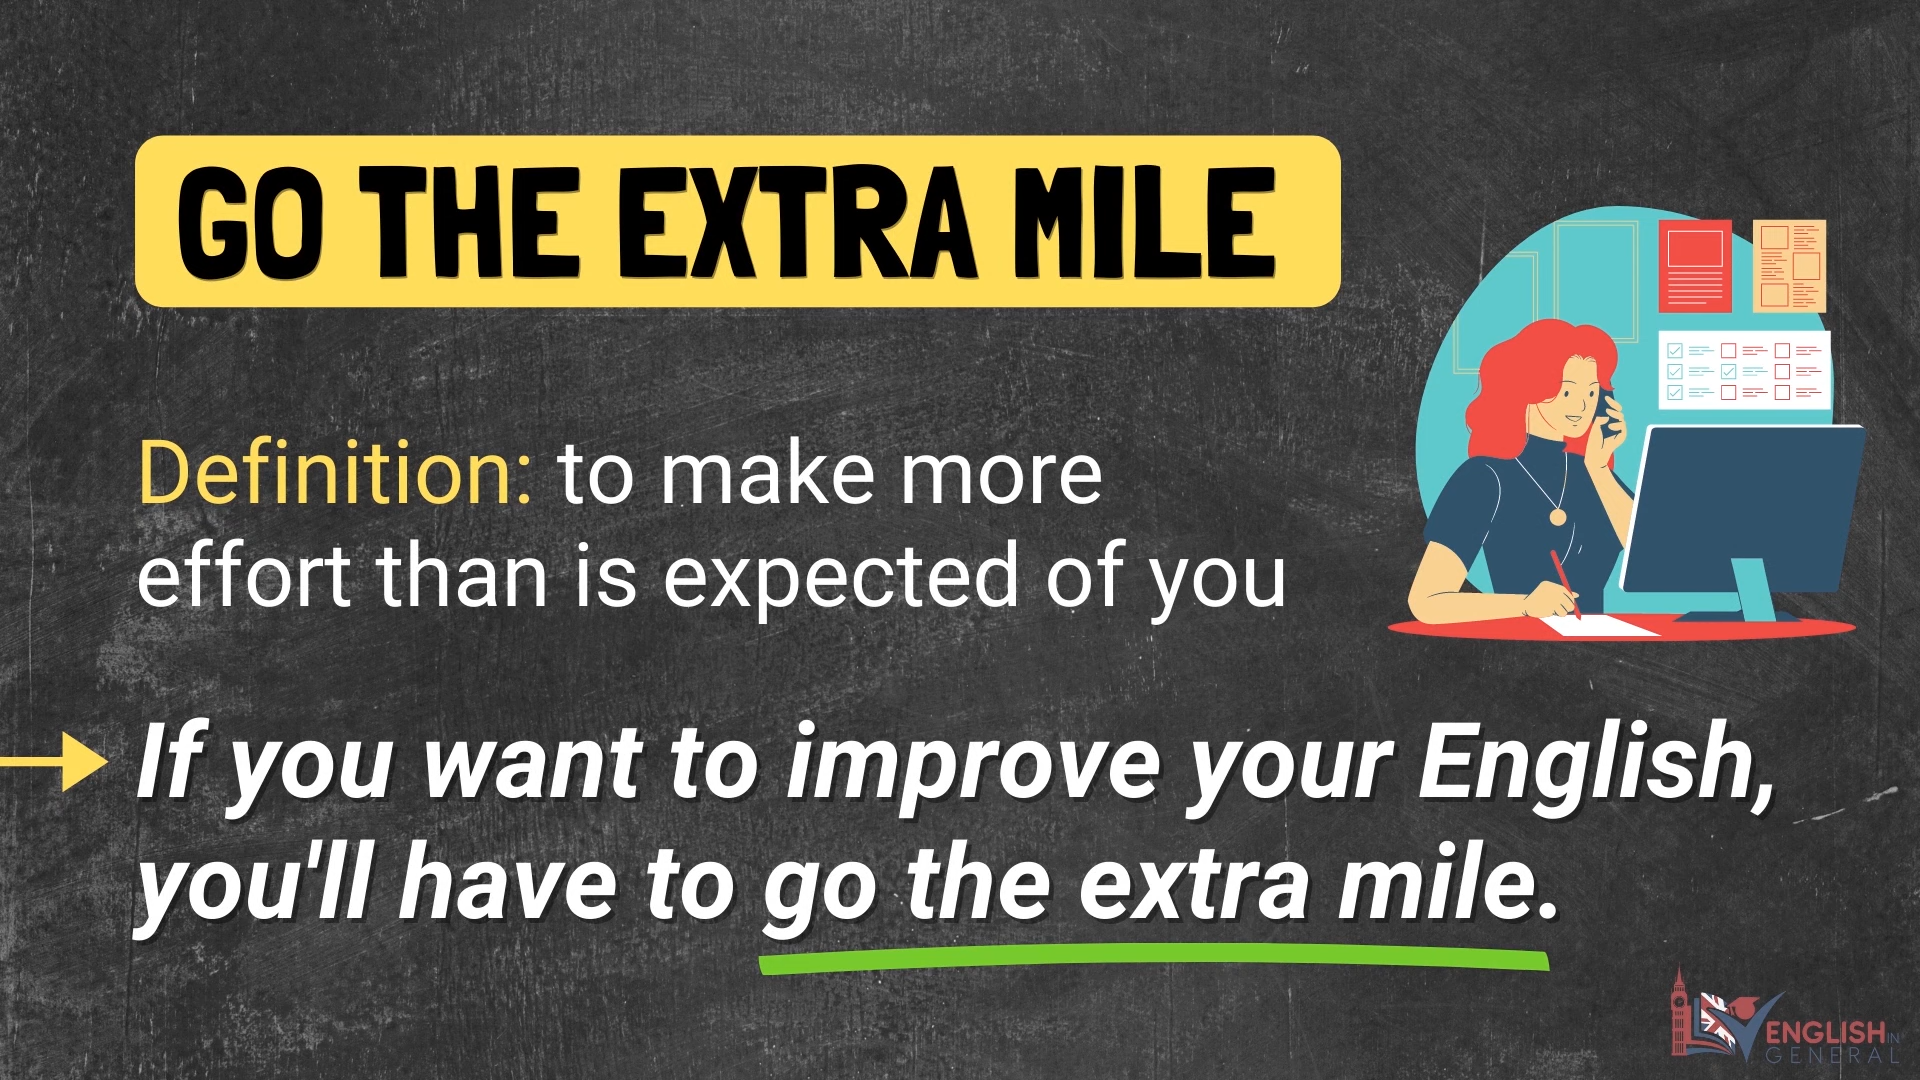 GO THE EXTRA MILE
Definition: to make more
effort than is expected of you
If you want to improve your English,
you'll have to go the extra mile.
ENGLISH IN
GENERAL